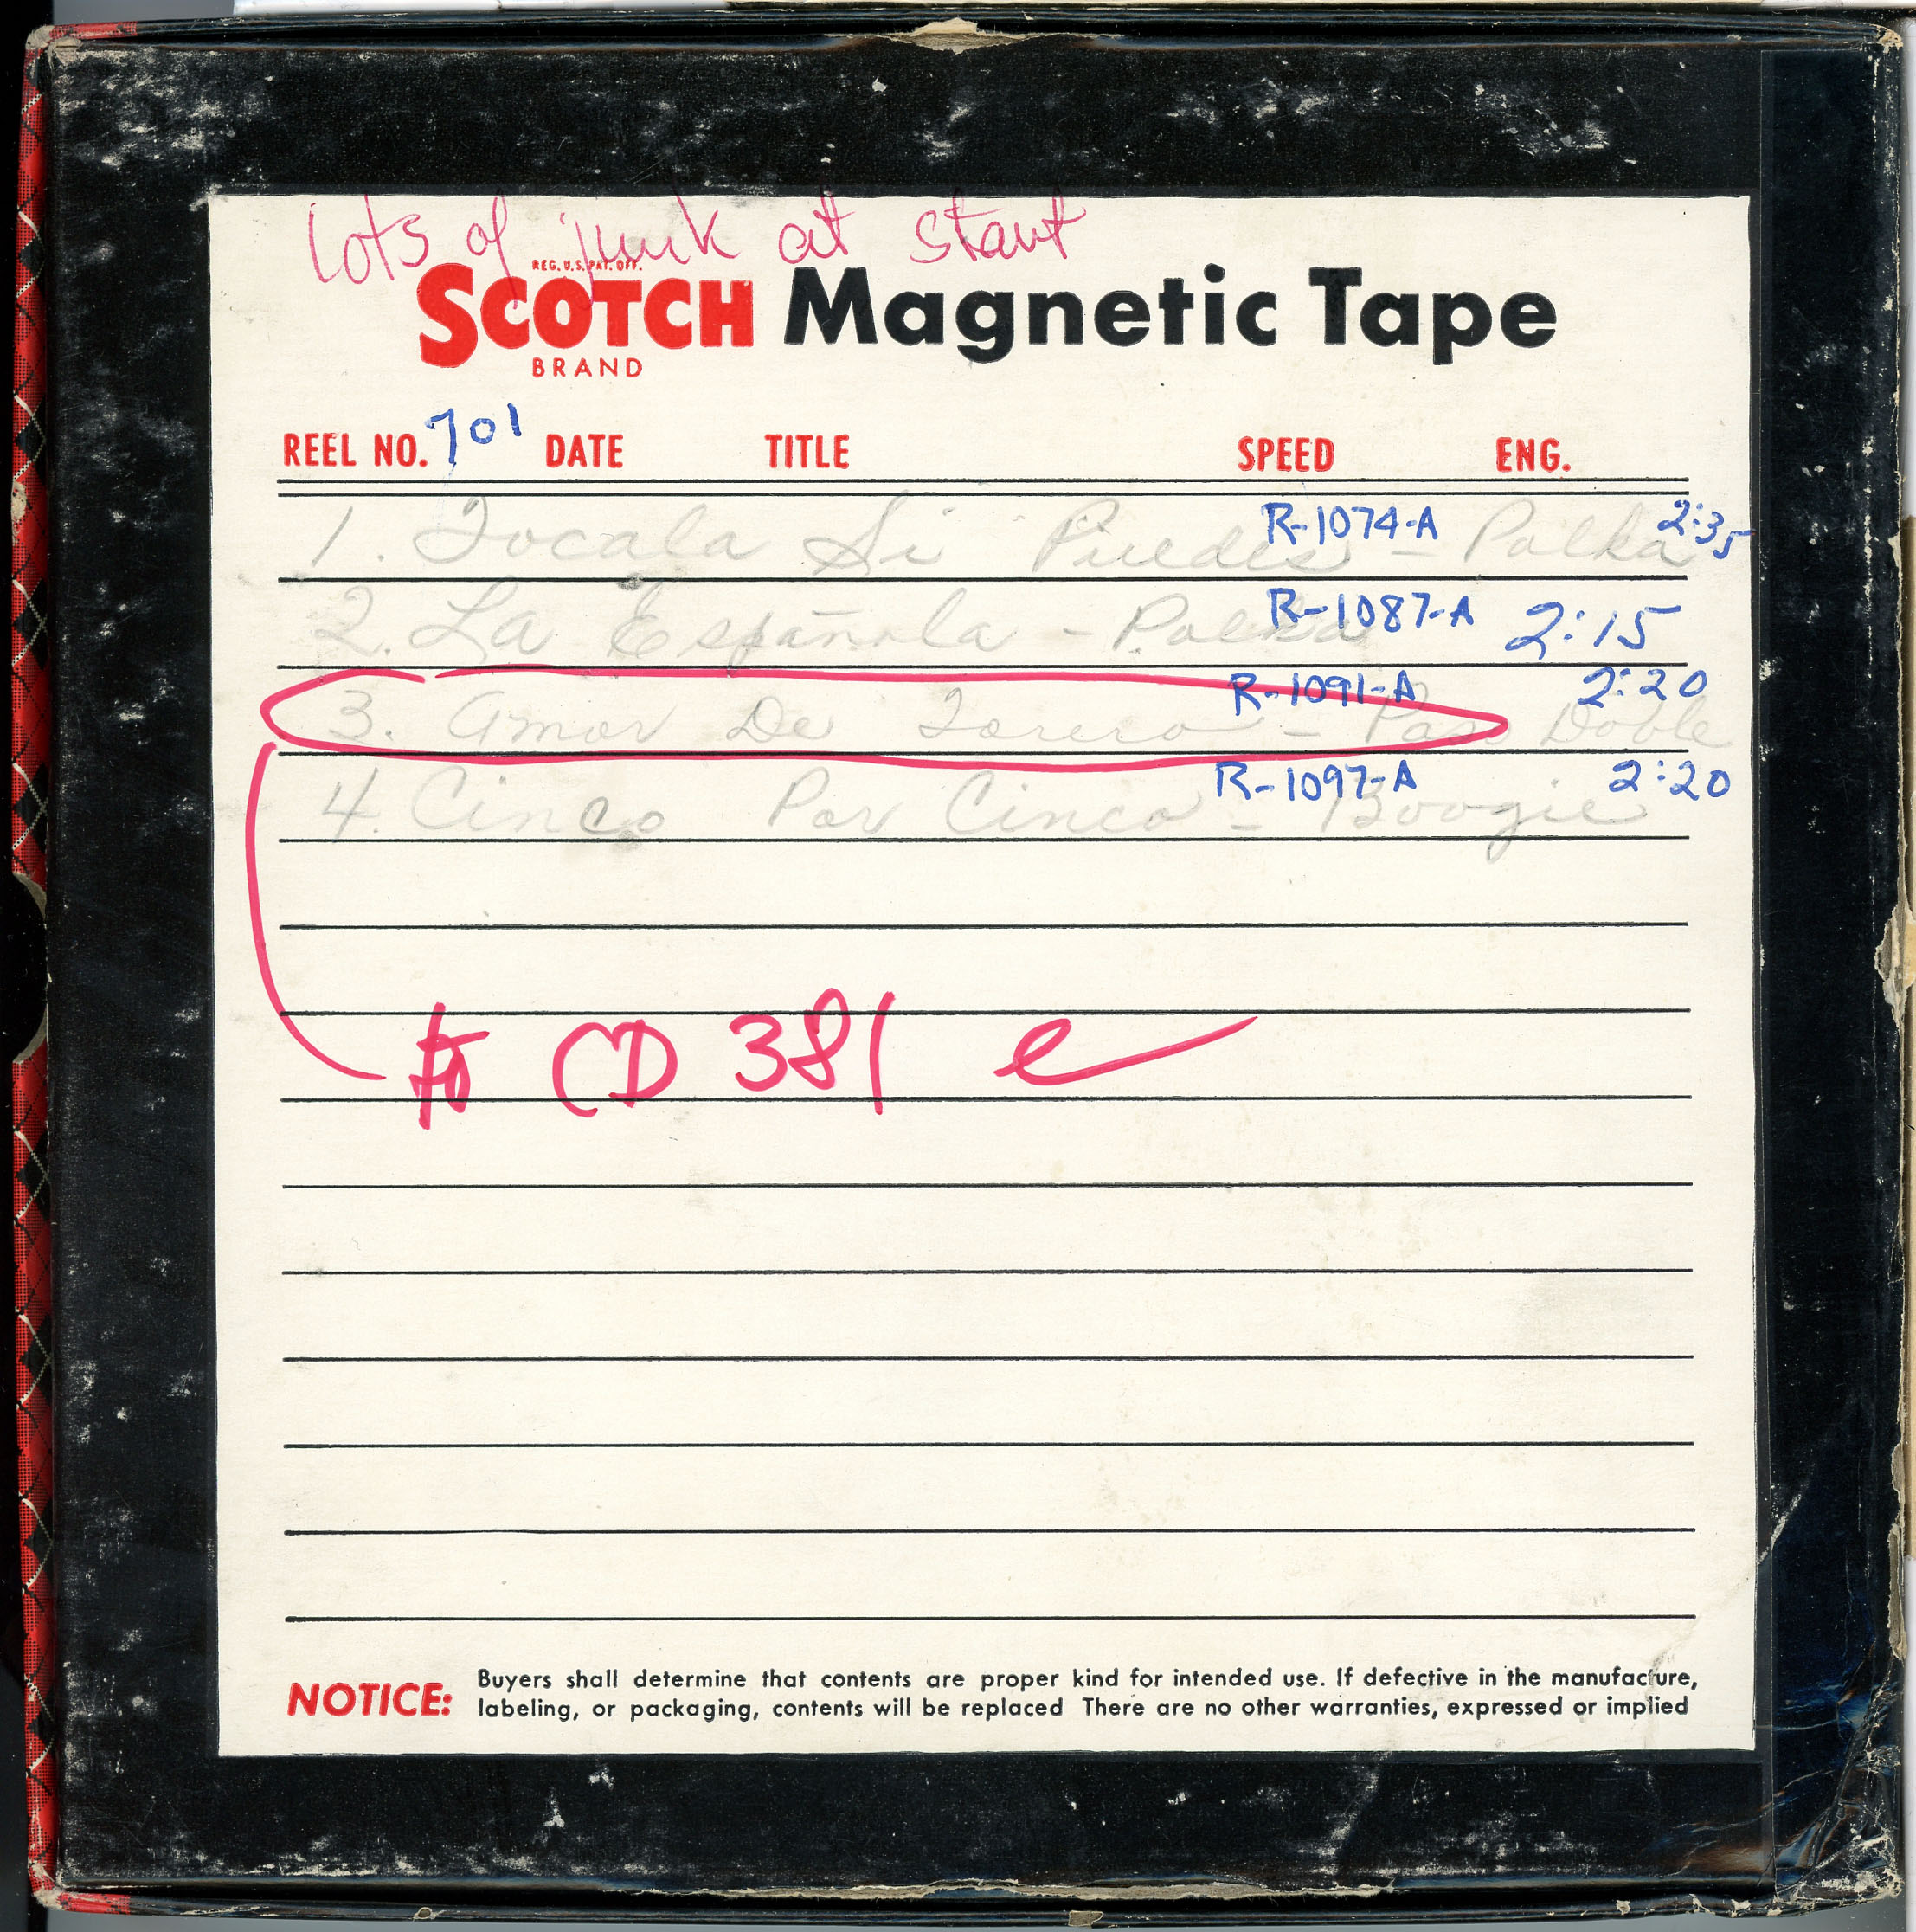 Lots of junk at start
REG. U.S. PAT. OFF.
SCOTCH Magnetic Tape
BRAND
REEL NO. 701 DATE TITLE SPEED ENG.
R-1074-A 2:35
1. Tocala Si Puedes - Polka
R-1087-A 2:15
2. La Española - Polka
R-1091-A 2:20
3. Amor De Torero - Paso Doble
R-1097-A 2:20
4. Cinco Por Cinco - Boogie
to CD 381
NOTICE: Buyers shall determine that contents are proper kind for intended use. If defective in the manufacture,
labeling, or packaging, contents will be replaced There are no other warranties, expressed or implied